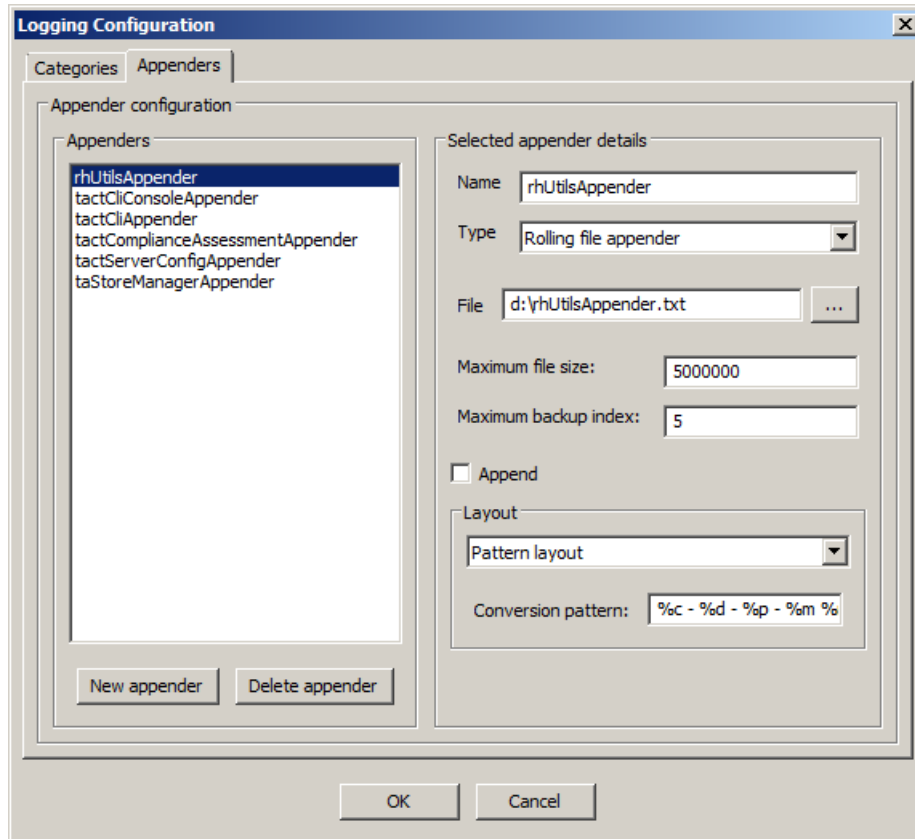 Logging Configuration
Categories
Appenders
Appender configuration
Appenders
rhUtilsAppender
tactCliConsoleAppender
tactCliAppender
tactComplianceAssessmentAppender
tactServerConfigAppender
taStoreManagerAppender
New appender
Delete appender
Selected appender details
Name rhUtilsAppender
Type Rolling file appender
File d:\rhUtilsAppender.txt ...
Maximum file size: 5000000
Maximum backup index: 5
Append
Layout
Pattern layout
Conversion pattern: %c - %d - %p - %m %
OK
Cancel